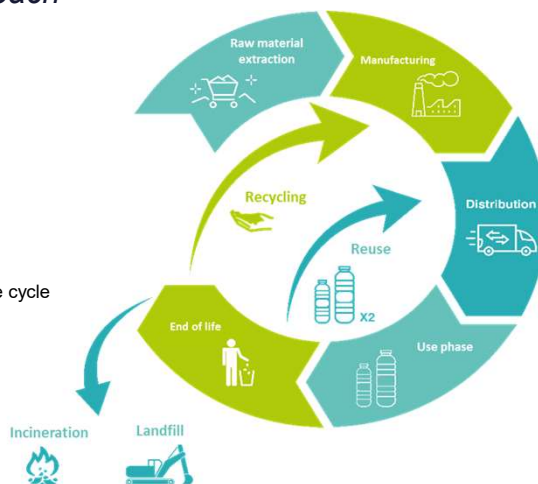 Raw material
extraction
Manufacturing
Distribution
Recycling
Reuse
X2
cycle
Use phase
End of life
Incineration
Landfill